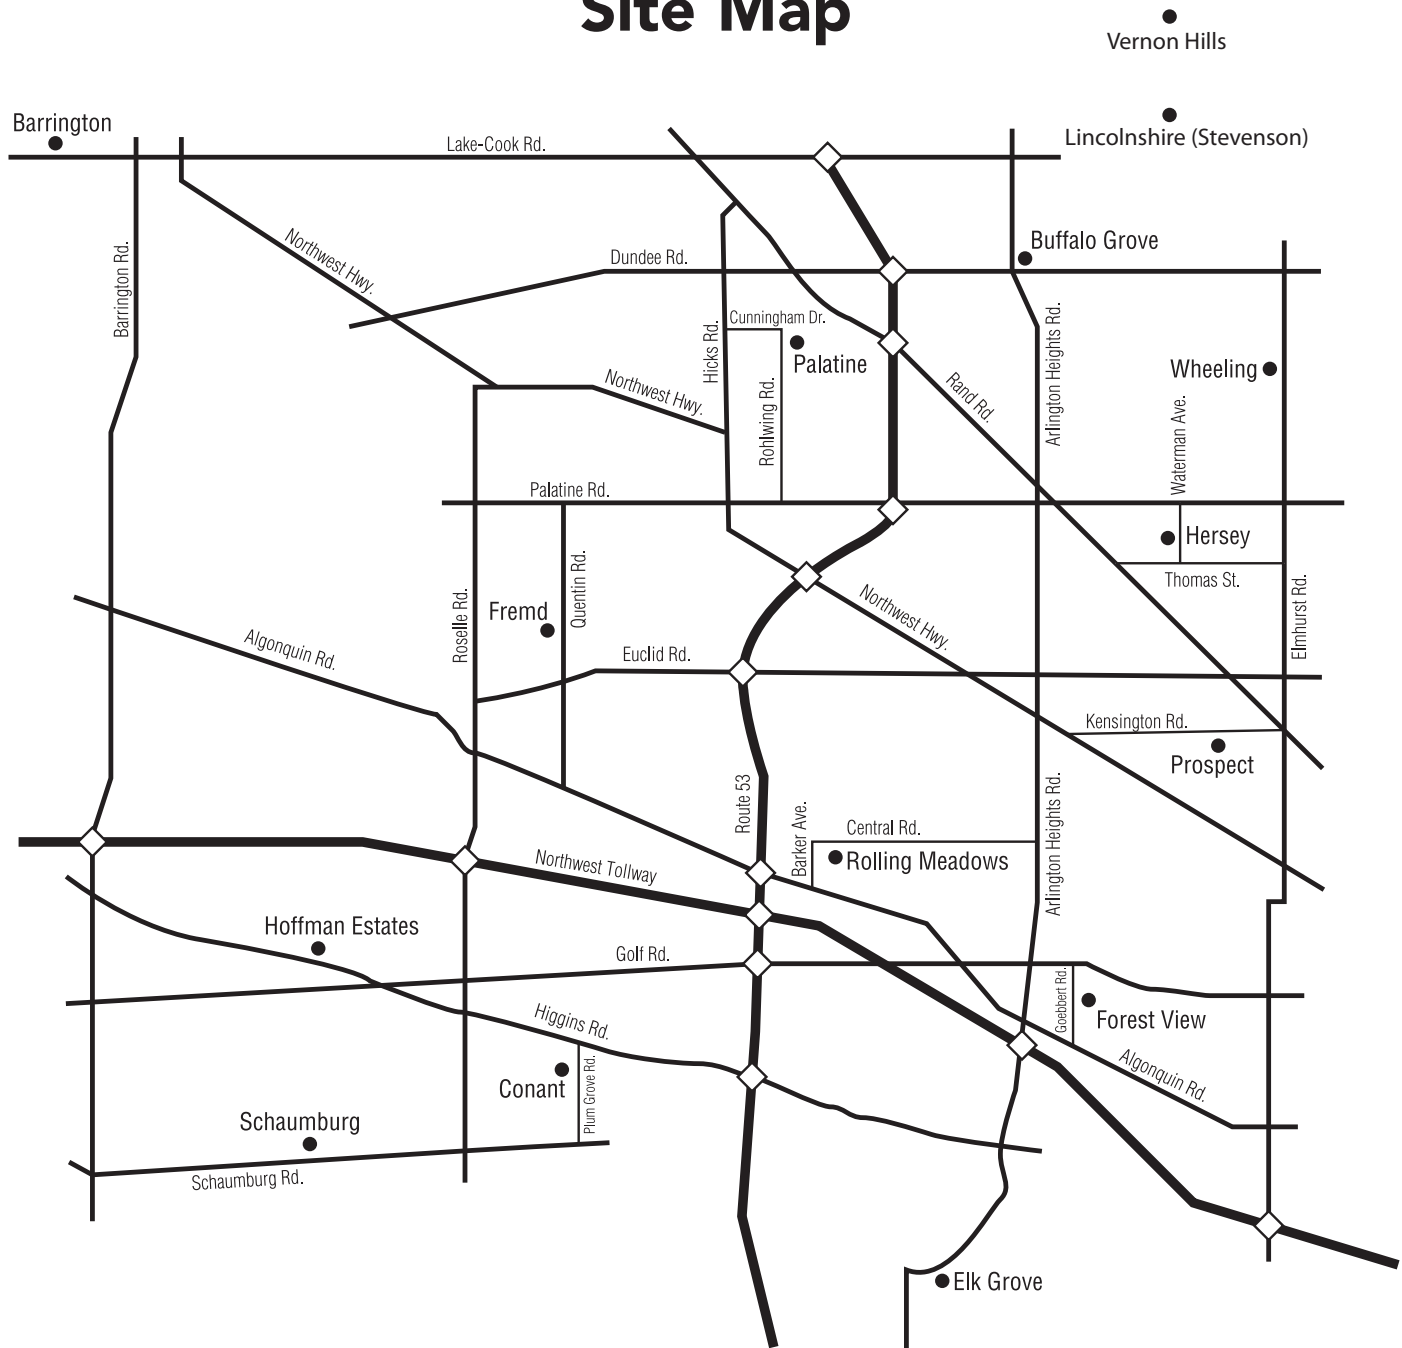 Site Map
Vernon Hills
Barrington
Lincolnshire (Stevenson)
Lake-Cook Rd.
Barrington Rd.
Northwest Hwy.
Dundee Rd.
Buffalo Grove
Hicks Rd.
Cunningham Dr.
Palatine
Rohlwing Rd.
Northwest Hwy.
Rand Rd.
Arlington Heights Rd.
Wheeling
Waterman Ave.
Palatine Rd.
Hersey
Thomas St.
Elmhurst Rd.
Roselle Rd.
Fremd
Quentin Rd.
Algonquin Rd.
Euclid Rd.
Northwest Hwy.
Kensington Rd.
Prospect
Route 53
Barker Ave.
Central Rd.
Rolling Meadows
Arlington Heights Rd.
Northwest Tollway
Hoffman Estates
Golf Rd.
Goebbert Rd.
Forest View
Higgins Rd.
Algonquin Rd.
Conant
Plum Grove Rd.
Schaumburg
Schaumburg Rd.
Elk Grove